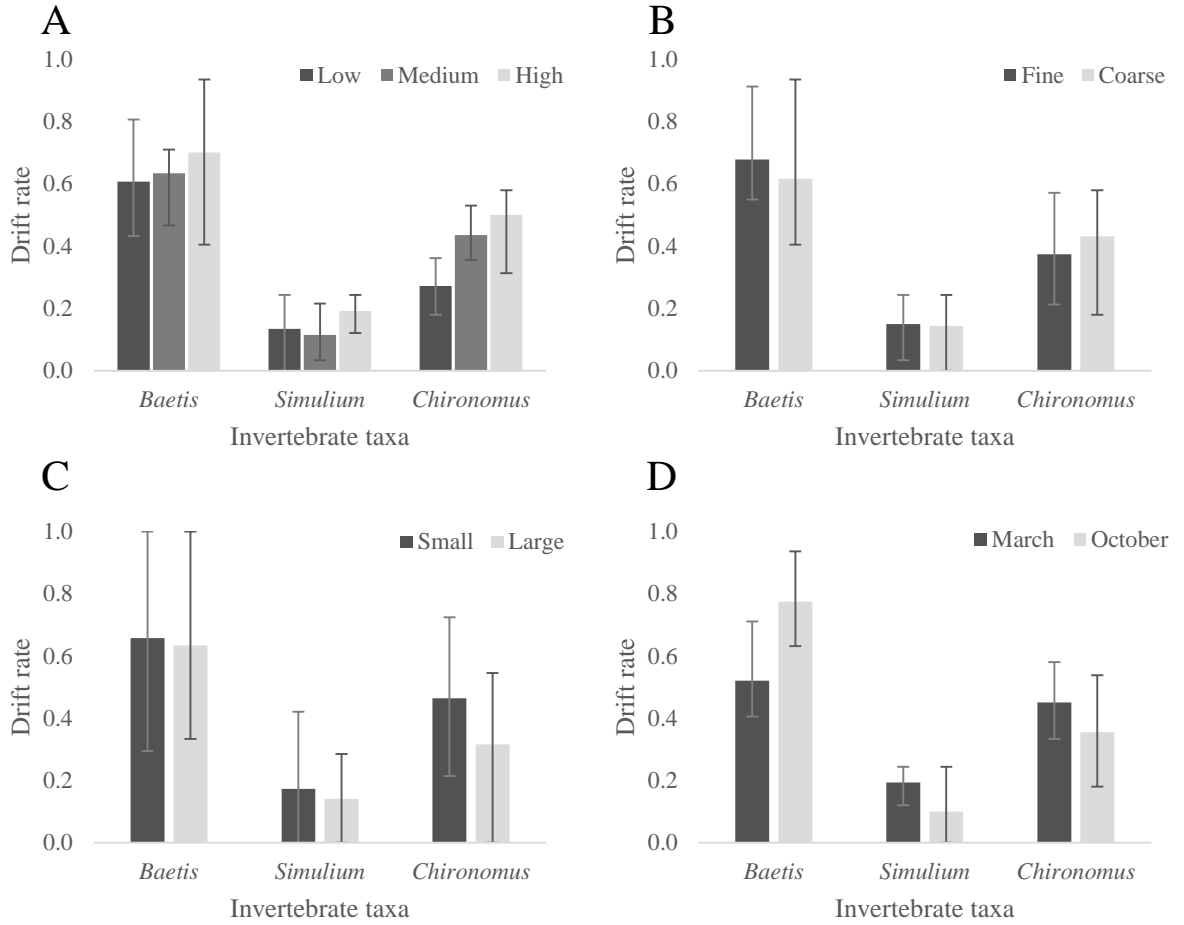 A
1.0
Low Medium High
0.8
0.6
0.4
0.2
0.0
Drift rate
Baetis Simulium Chironomus
Invertebrate taxa
B
1.0
Fine Coarse
0.8
0.6
0.4
0.2
0.0
Drift rate
Baetis Simulium Chironomus
Invertebrate taxa
C
1.0
Small Large
0.8
0.6
0.4
0.2
0.0
Drift rate
Baetis Simulium Chironomus
Invertebrate taxa
D
1.0
March October
0.8
0.6
0.4
0.2
0.0
Drift rate
Baetis Simulium Chironomus
Invertebrate taxa